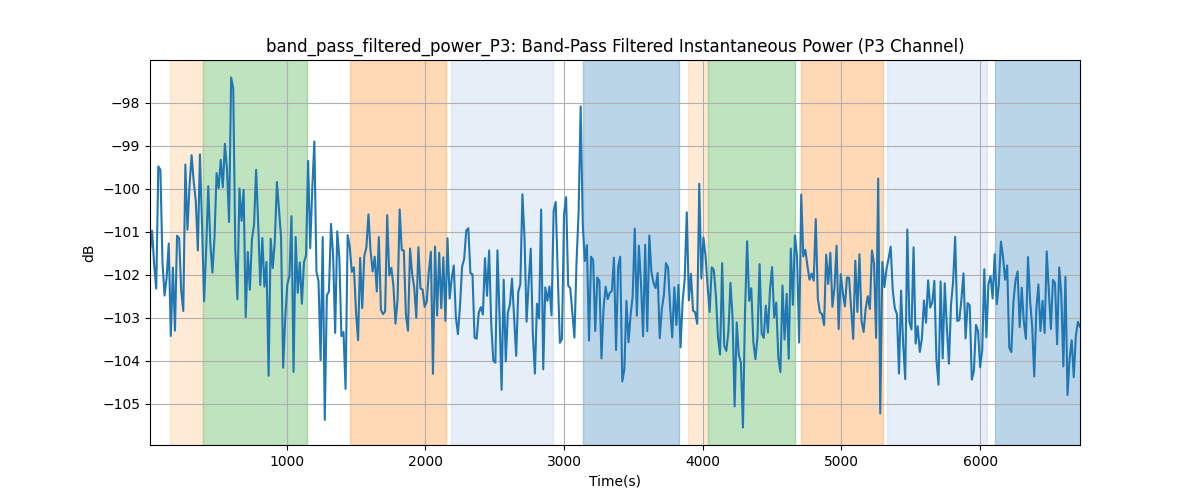 band_pass_filtered_power_P3: Band-Pass Filtered Instantaneous Power (P3 Channel)
dB
−98
−99
−100
−101
−102
−103
−104
−105
1000 2000 3000 4000 5000 6000
Time(s)